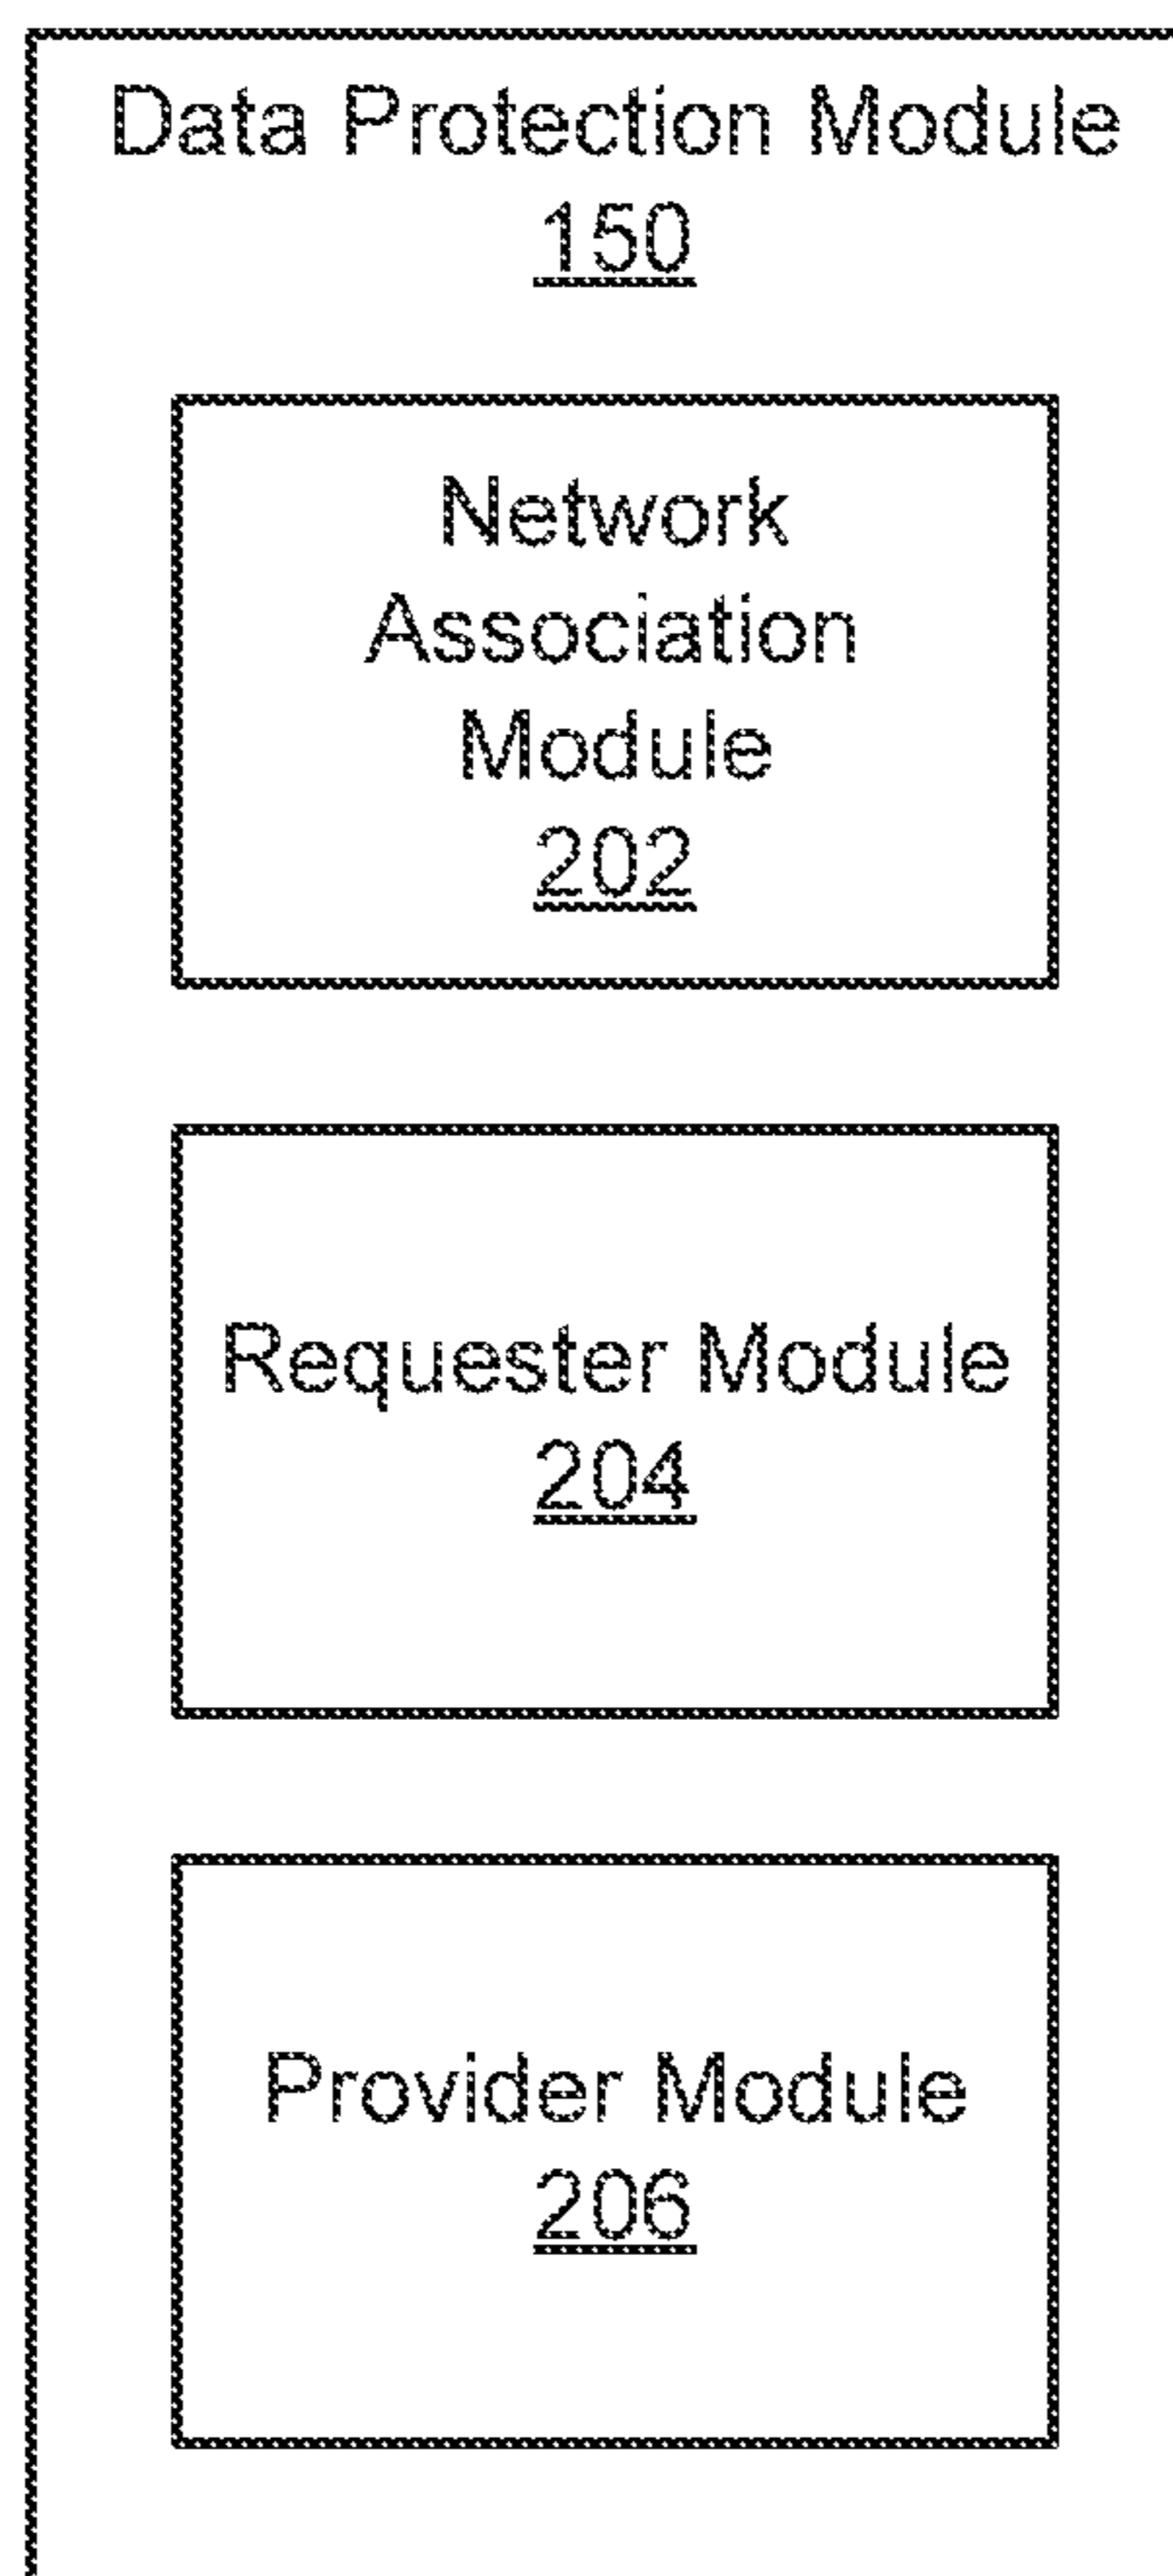 Data Protection Module
150
Network
Association
Module
202
Requester Module
204
Provider Module
206